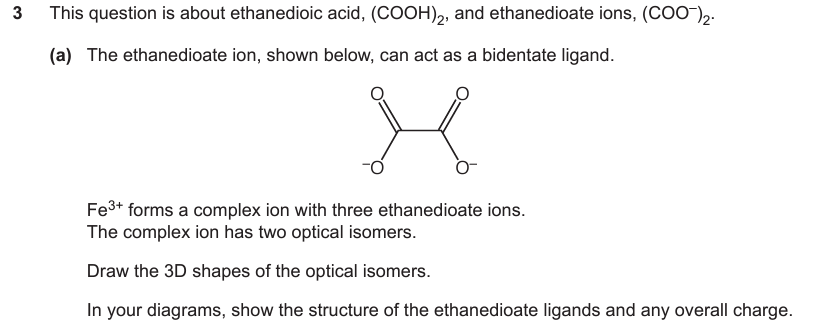 3 This question is about ethanedioic acid, (COOH)₂, and ethanedioate ions, (COO⁻)₂.
(a) The ethanedioate ion, shown below, can act as a bidentate ligand.
O O
⁻O O⁻
Fe³⁺ forms a complex ion with three ethanedioate ions.
The complex ion has two optical isomers.
Draw the 3D shapes of the optical isomers.
In your diagrams, show the structure of the ethanedioate ligands and any overall charge.